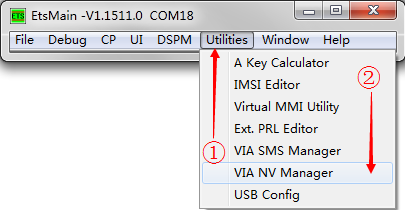 ETS EtsMain -V1.1511.0 COM18
File Debug CP UI DSPM Utilities Window Help
A Key Calculator
IMSI Editor
Virtual MMI Utility
Ext. PRL Editor
VIA SMS Manager
VIA NV Manager
USB Config
①
②